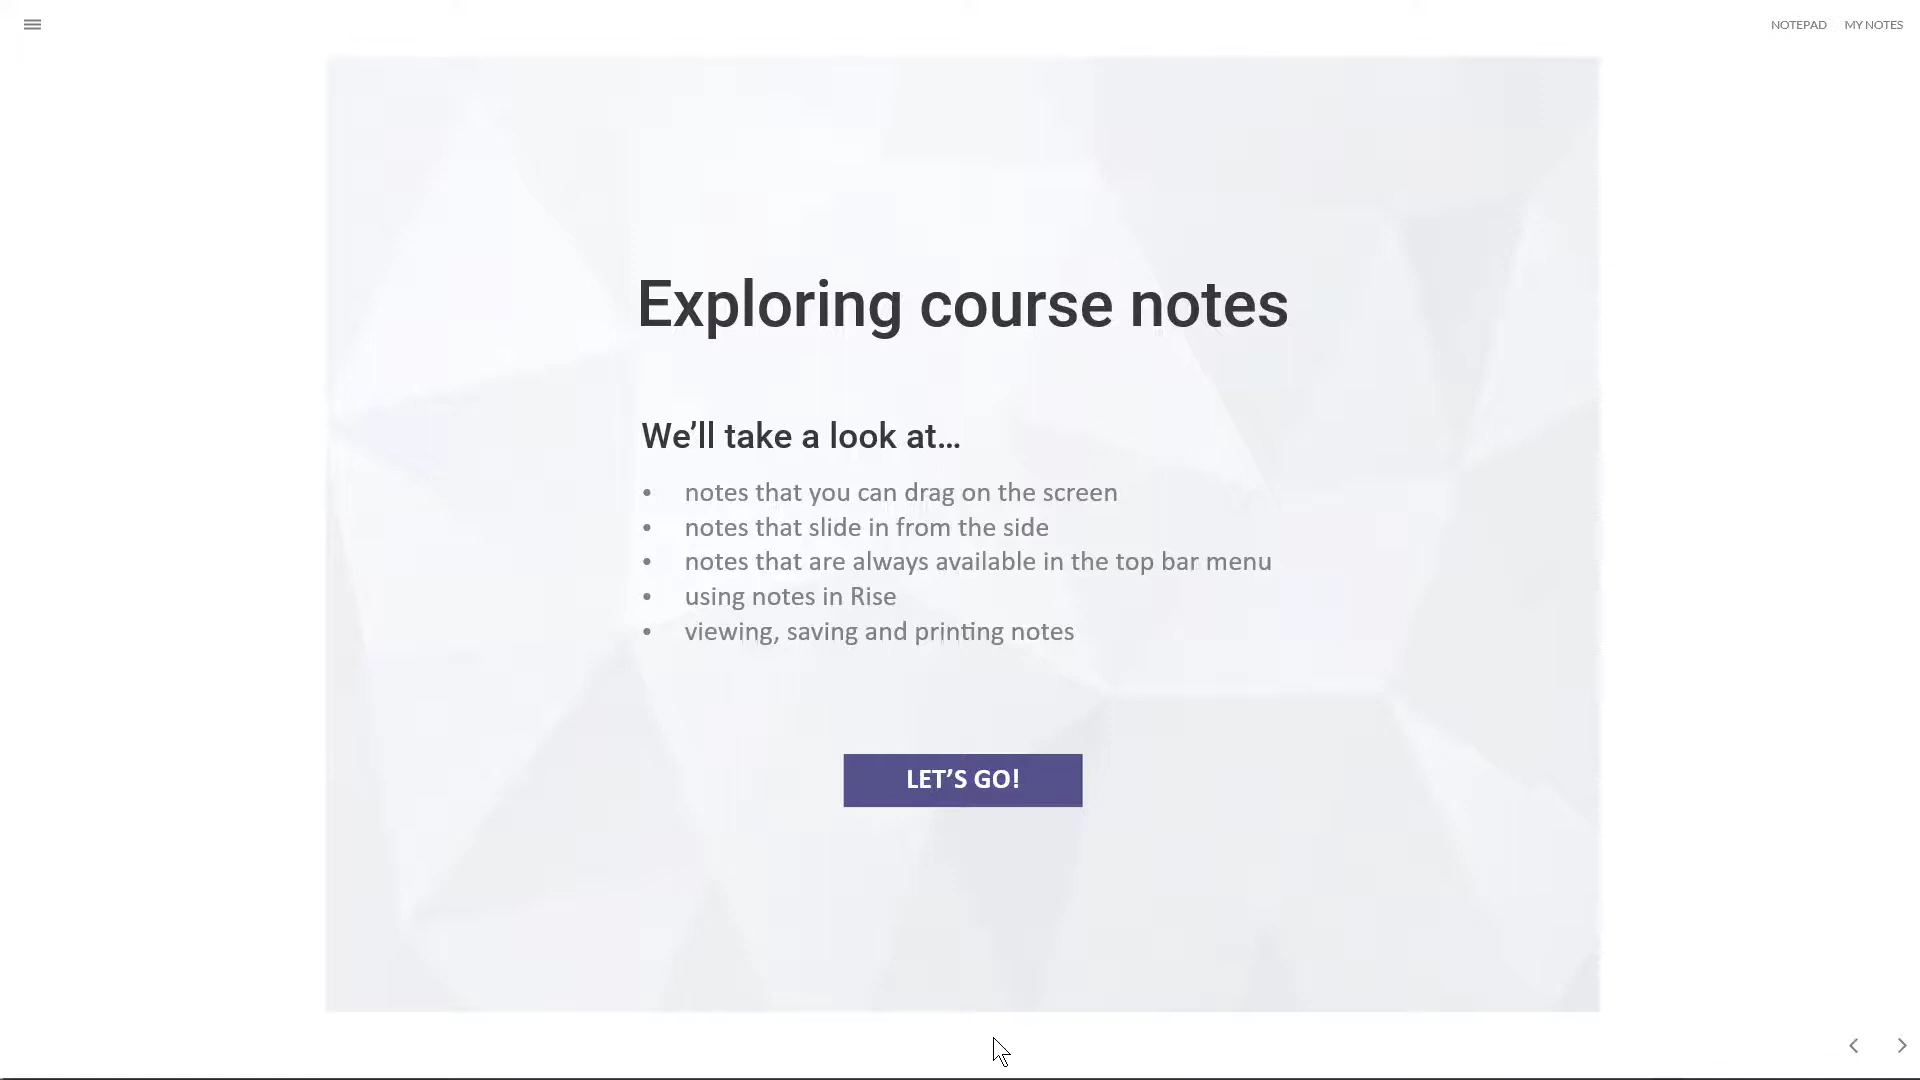 NOTEPAD MY NOTES
Exploring course notes
We’ll take a look at…
• notes that you can drag on the screen
• notes that slide in from the side
• notes that are always available in the top bar menu
• using notes in Rise
• viewing, saving and printing notes
LET’S GO!